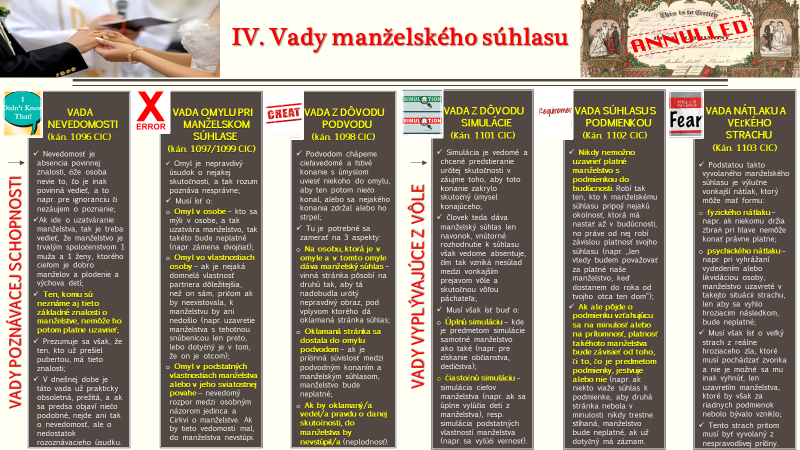 IV. Vady manželského súhlasu
This is to Certify
ANNULLED
VADY POZNÁVACEJ SCHOPNOSTI
I
Didn't Know
That!
VADA
NEVEDOMOSTI
(Kán. 1096 CIC)
✓ Nevedomosť je
absencia povinnej
znalosti, dže osoba
nevie to, čo je inak
povinná vedieť, a to
napr. pre ignoranciu či
nezáujem o poznanie;
✓Ak ide o uzatváranie
manželstva, tak je treba
vedieť, že manželstvo je
trvalým spoločenstvom 1
muža a 1 ženy, ktorého
cieľom je dobro
manželov a plodenie a
výchova detí,
✓ Ten, komu sú
neznáme aj tieto
základné znalosti o
manželstve, nemôže ho
potom platne uzavrieť,
✓ Prezumuje sa však, že
ten, kto už prešiel
pubertou, má tieto
znalosti;
✓ V dnešnej dobe je
táto vada už prakticky
obsoletná, prežitá, a ak
sa predsa objaví niečo
podobné, nejde ani tak
o nevedomosť, ale o
nedostatok
rozoznávacieho úsudku.
X
ERROR
VADA OMYLU PRI
MANŽELSKOM
SÚHLASE
(kán. 1097/1099 CIC)
✓ Omyl je nepravdivý
úsudok o nejakej
skutočnosti, a tak rozum
poznáva nesprávne;
✓ Musí ísť o:
o Omyl v osobe – kto sa
mýli v osobe, a tak
uzatvára manželstvo, tak
takéto bude neplatné
(napr. zámena dvojčiat);
o Omyl vo vlastnostiach
osoby – ak je nejaká
domnelá vlastnosť
partnera dôležitejšia,
než on sám, pričom ak
by neexistovala, k
manželstvu by ani
nedošlo (napr. uzavretie
manželstva s tehotnou
snúbenicou len preto,
lebo dotyčný je v tom,
že on je otcom);
o Omyl v podstatných
vlastnostiach manželstva
alebo v jeho sviatostnej
povahe – nevedomý
rozpor medzi osobným
názorom jedinca a
Cirkvi o manželstve. Ak
by tieto vedomosti mal,
do manželstva nevstúpi.
CHEAT
VADA Z DÔVODU
PODVODU
(kán. 1098 CIC)
✓ Podvodom chápeme
cieľavedomé a ľstivé
konanie s úmyslom
uviesť niekoho do omylu,
aby ten potom niečo
konal, alebo sa nejakého
konania zdržal alebo ho
strpel;
✓ Tu je potrebné sa
zamerať na 3 aspekty:
o Na osobu, ktorá je v
omyle a v tomto omyle
dáva manželský súhlas –
vinná stránka pôsobí na
druhú tak, aby tá
nadobudla určitý
nepravdivý obraz, pod
vplyvom ktorého dá
oklamaná stránka súhlas;
o Oklamaná stránka sa
dostala do omylu
podvodom – ak je
prítinná súvislosť medzi
podvodným konaním a
manželským súhlasom,
manželstvo bude
neplatné;
o Ak by oklamaný/a
vedel/a pravdu o danej
skutočnosti, do
manželstva by
nevstúpil/a (neplodnosť).
VADY VYPLÝVAJÚCE Z VÔLE
SIMULATION
SIMULATION
VADA Z DÔVODU
SIMULÁCIE
(Kán. 1101 CIC)
✓ Simulácia je vedomé a
chcené predstieranie
určitej skutočnosti v
záujme toho, aby toto
konanie zakrylo
skutočný úmysel
konajúceho;
✓ Človek teda dáva
manželský súhlas len
navonok, vnútorné
rozhodnutie k súhlasu
však vedome absentuje,
čím tak vzniká nesúlad
medzi vonkajším
prejavom vôle a
skutočnou vôľou
páchateľa;
✓ Musí však ísť buď o:
o Úplnú simuláciu – kde
je predmetom simulácie
samotné manželstvo
ako také (napr. pre
získanie občianstva,
dedičstva);
o čiastočnú simuláciu –
simulácia cieľov
manželstva (napr. ak sa
úplne vylúčia deti z
manželstva), resp.
simulácia podstatných
vlastností manželstva
(napr. sa vylúči vernosť).
Requirement
VADA SÚHLASU S
PODMIENKOU
(Kán. 1102 CIC)
✓ Nikdy nemožno
uzavrieť platné
manželstvo s
podmienkou do
budúcnosti. Robí tak
ten, kto k manželskému
súhlasu pripojí nejakú
okolnosť, ktorá má
nastať až v budúcnosti,
no práve od nej robí
závislou platnosť svojho
súhlasu (napr. „len
vtedy budem považovať
za platné naše
manželstvo, keď
dostanem do roka od
tvojho otca ten dom");
✓ Ak ale pôjde o
podmienku vzťahujúcu
sa na minulosť alebo
na prítomnosť, platnosť
takéhoto manželstva
bude závisieť od toho,
či to, čo je predmetom
podmienky, jestvuje
alebo nie (napr. ak
niekto viaže súhlas k
podmienke, aby druhá
stránka nebola v
minulosti nikdy trestne
stíhaná, manželstvo
bude neplatné, ak už
dotyčný má záznam.
HELLO
Fear
VADA NÁTLAKU A
VEĽKÉHO
STRACHU
(Kán. 1103 CIC)
✓ Podstatou takto
vyvolaného manželského
súhlasu je výlučne
vonkajší nátlak, ktorý
môže mať formu:
o fyzického nátlaku –
napr. ak niekomu držia
zbraň pri hlave nemôže
konať právne platne;
o psychického nátlaku –
napr. pri vyhrážaní
vydedením alebo
likvidáciou osoby,
manželstvo uzavreté v
takejto situácii strachu,
len aby sa vyhlo
hroziacim následkom,
bude neplatné;
✓ Musí však ísť o veľký
strach z reálne
hroziaceho zla, ktoré
musí pochádzať zvonka
a nie je možné sa mu
inak vyhnúť, len
uzavretím manželstva,
ktoré by však za
riadnych podmienok
nebolo bývalo vzniklo;
✓ Tento strach pritom
musí byť vyvolaný z
nespravodlivej príčiny.